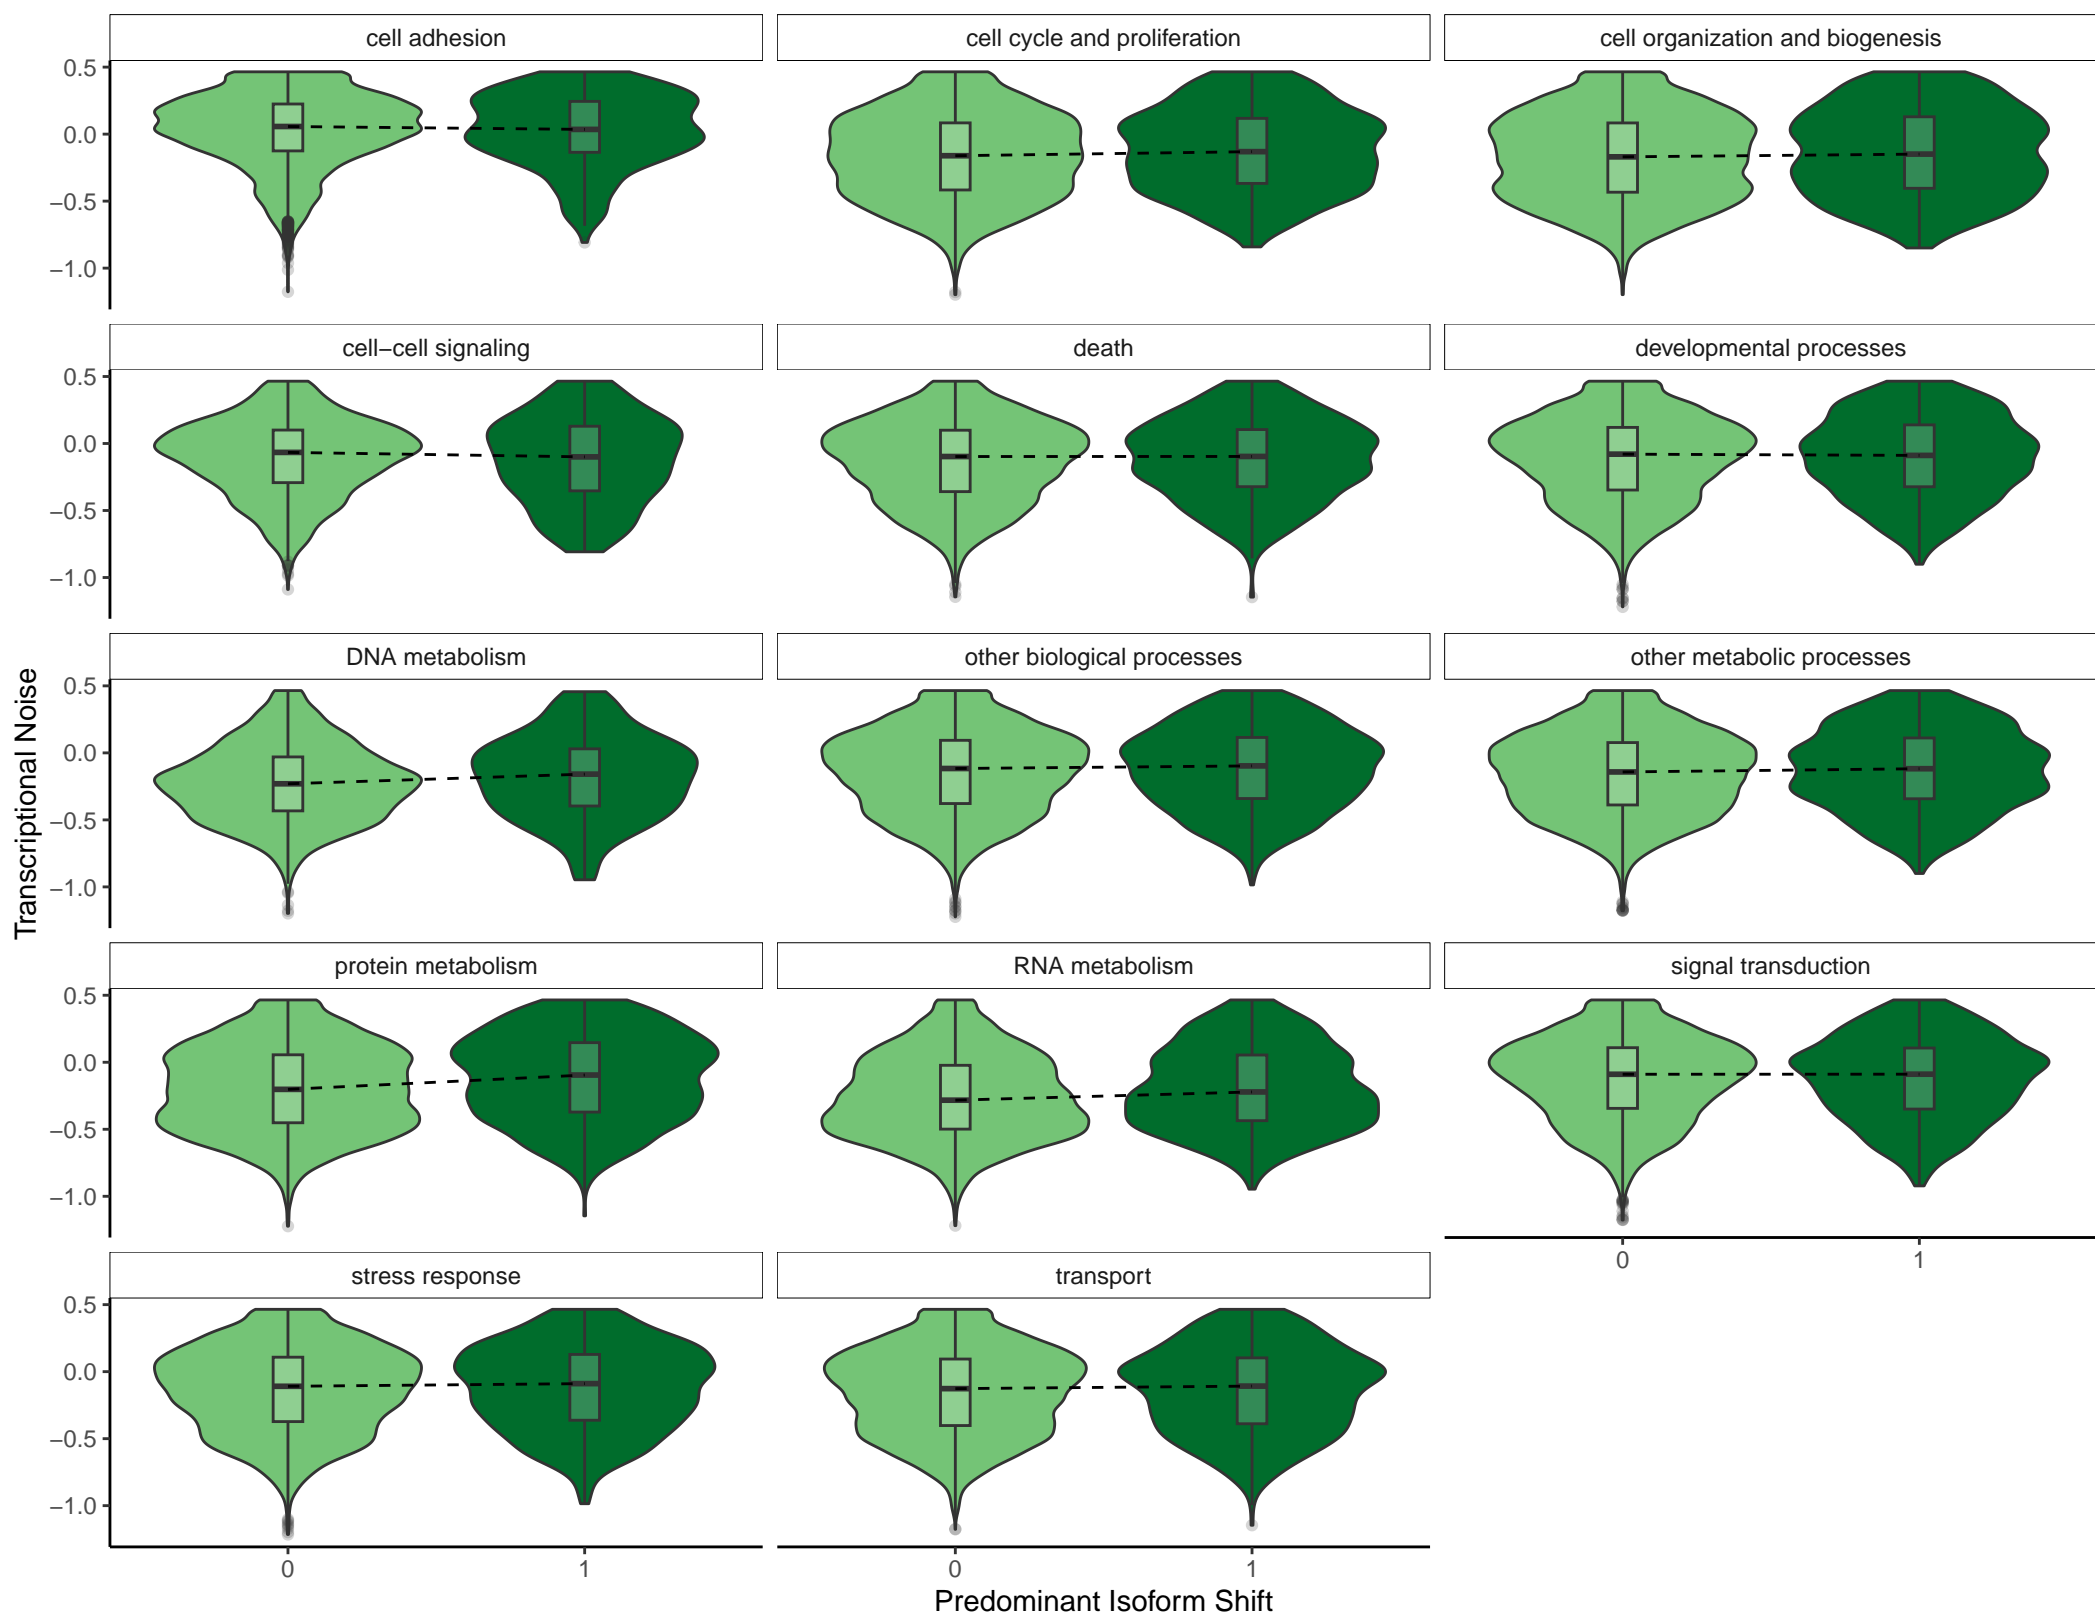 cell adhesion
cell cycle and proliferation
cell organization and biogenesis
0.5
0.0
−0.5
−1.0
cell−cell signaling
death
developmental processes
0.5
0.0
−0.5
−1.0
DNA metabolism
other biological processes
other metabolic processes
0.5
0.0
−0.5
−1.0
Transcriptional Noise
protein metabolism
RNA metabolism
signal transduction
0.5
0.0
−0.5
−1.0
0 1
stress response
transport
0.5
0.0
−0.5
−1.0
0 1
0 1
Predominant Isoform Shift